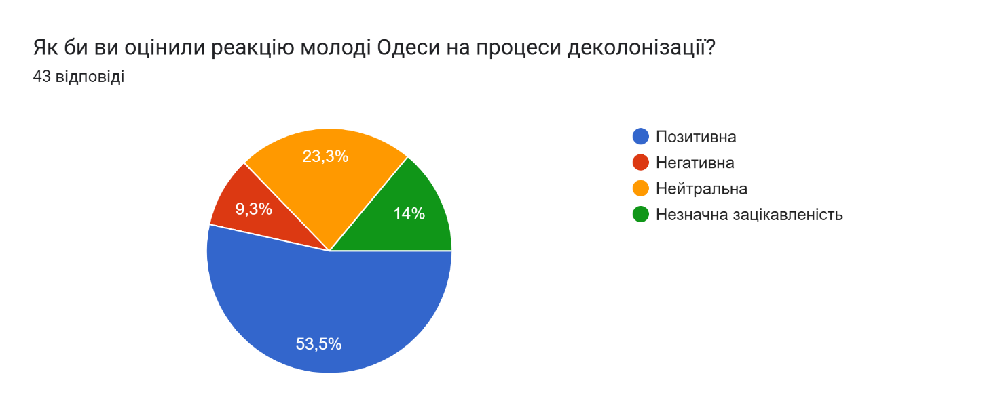 Як би ви оцінили реакцію молоді Одеси на процеси деколонізації?
43 відповіді
23,3%
9,3%
14%
53,5%
Позитивна
Негативна
Нейтральна
Незначна зацікавленість